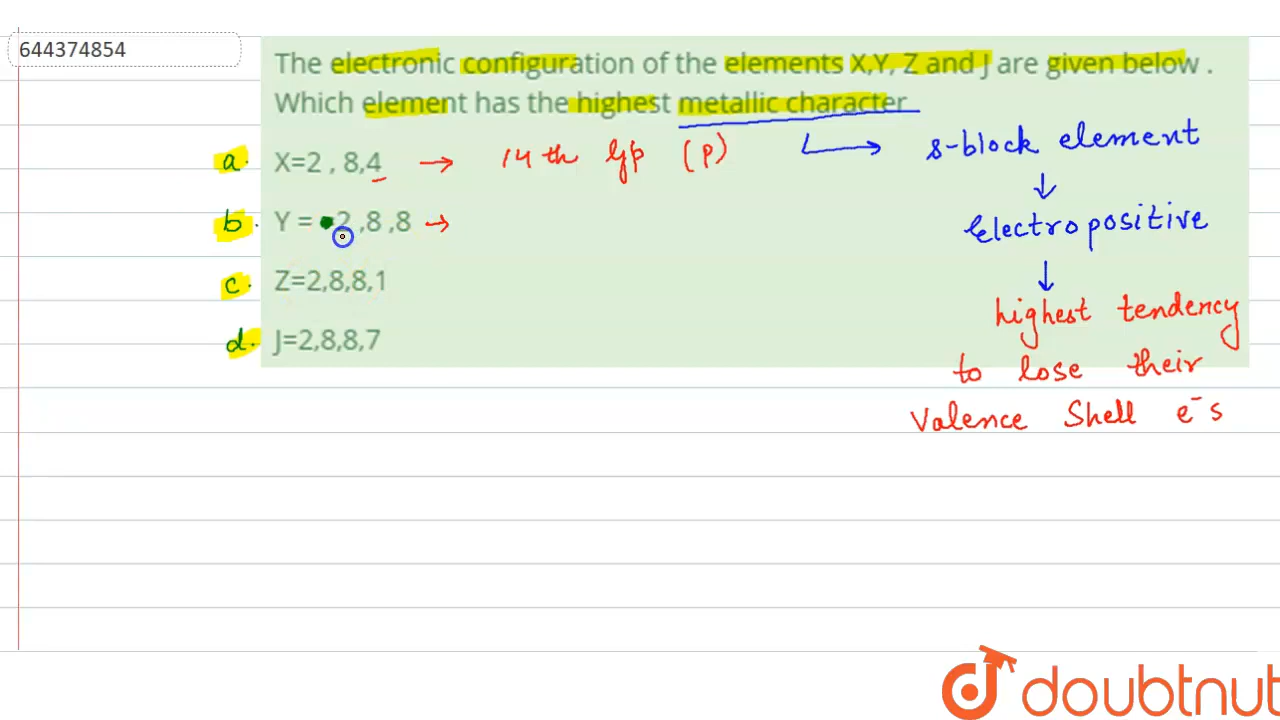 644374854
The electronic configuration of the elements X,Y, Z and J are given below .
Which element has the highest metallic character
a. X=2 , 8,4 → 14th gp (p)
b. Y = 2 ,8 ,8 →
c. Z=2,8,8,1
d. J=2,8,8,7
→ s-block element
↓
Electropositive
↓
highest tendency
to lose their
Valence Shell e⁻s
doubtnut